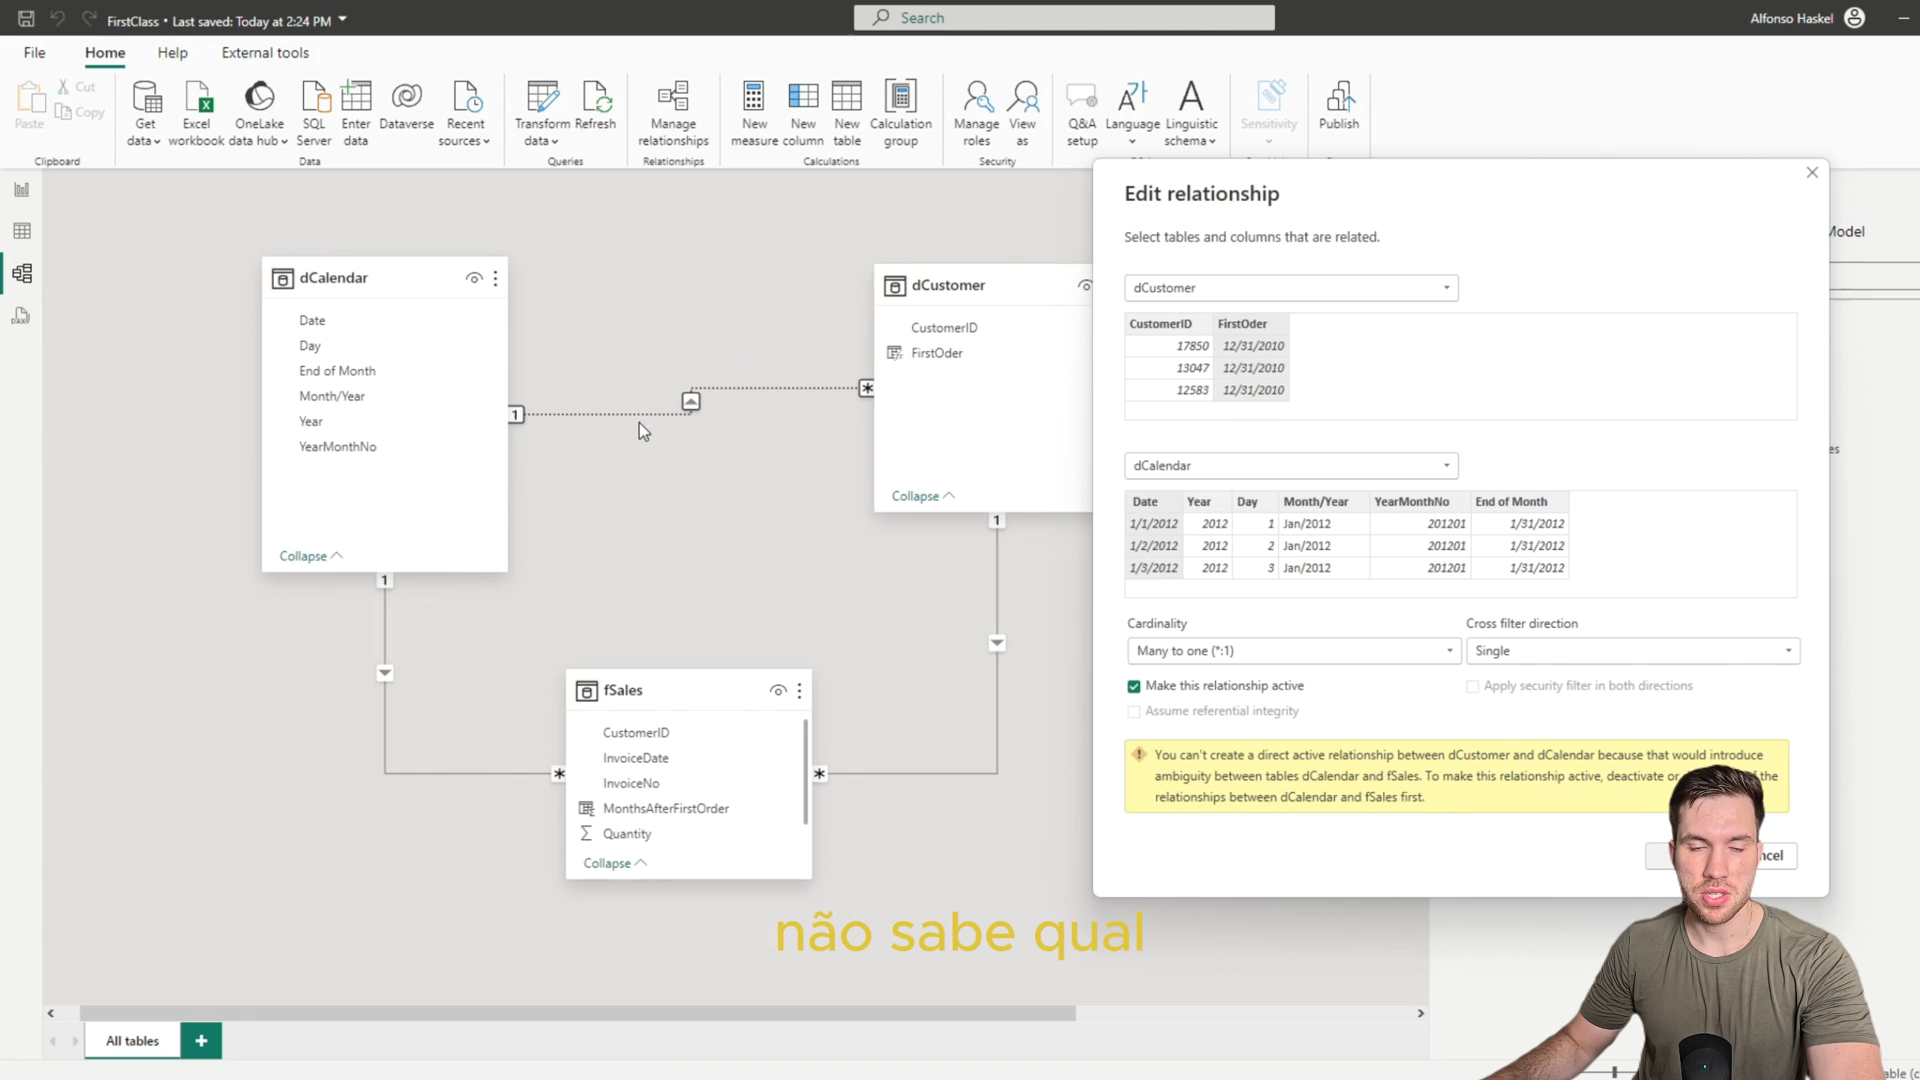 FirstClass • Last saved: Today at 2:24 PM
Search
Alfonso Haskel
File
Home
Help
External tools
Paste
Cut
Copy
Get data
Excel workbook
OneLake data hub
SQL Server
Enter data
Dataverse
Recent sources
Transform data
Refresh
Manage relationships
New measure
New column
New table
Calculation group
Manage roles
View as
Q&A setup
Language
Linguistic schema
Sensitivity
Publish
Clipboard
Data
Queries
Relationships
Calculations
Security
DAX
dCalendar
Date
Day
End of Month
Month/Year
Year
YearMonthNo
Collapse
1
1
dCustomer
CustomerID
FirstOder
Collapse
*
1
fSales
CustomerID
InvoiceDate
InvoiceNo
MonthsAfterFirstOrder
Σ Quantity
Collapse
*
*
Edit relationship
Select tables and columns that are related.
dCustomer
CustomerID FirstOder
17850 12/31/2010
13047 12/31/2010
12583 12/31/2010
dCalendar
Date Year Day Month/Year YearMonthNo End of Month
1/1/2012 2012 1 Jan/2012 201201 1/31/2012
1/2/2012 2012 2 Jan/2012 201201 1/31/2012
1/3/2012 2012 3 Jan/2012 201201 1/31/2012
Cardinality
Many to one (*:1)
Cross filter direction
Single
Make this relationship active
Apply security filter in both directions
Assume referential integrity
You can't create a direct active relationship between dCustomer and dCalendar because that would introduce
ambiguity between tables dCalendar and fSales. To make this relationship active, deactivate or the
relationships between dCalendar and fSales first.
não sabe qual
All tables
+